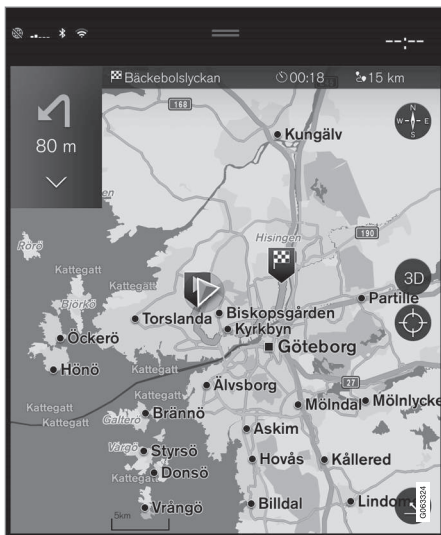 --:--
80 m
Bäckebolslyckan 00:18 15 km
168
Kungälv
N
W E
S
en
Rörö
Hisingen
190
Kattegatt
Kattegatt
3D
Björkö
Partille
Torslanda
Biskopsgården
Öckerö
Kyrkbyn
Göteborg
Hönö
Kattegatt
Älvsborg
27
Kattegatt
Mölndal
Mölnlycke
Brännö
Kattegatt
Galterö
Askim
Vargö
Styrsö
Hovås
Kållered
Donsö
Kattegatt
Vrångö
Billdal
Lindome
5km
G063324